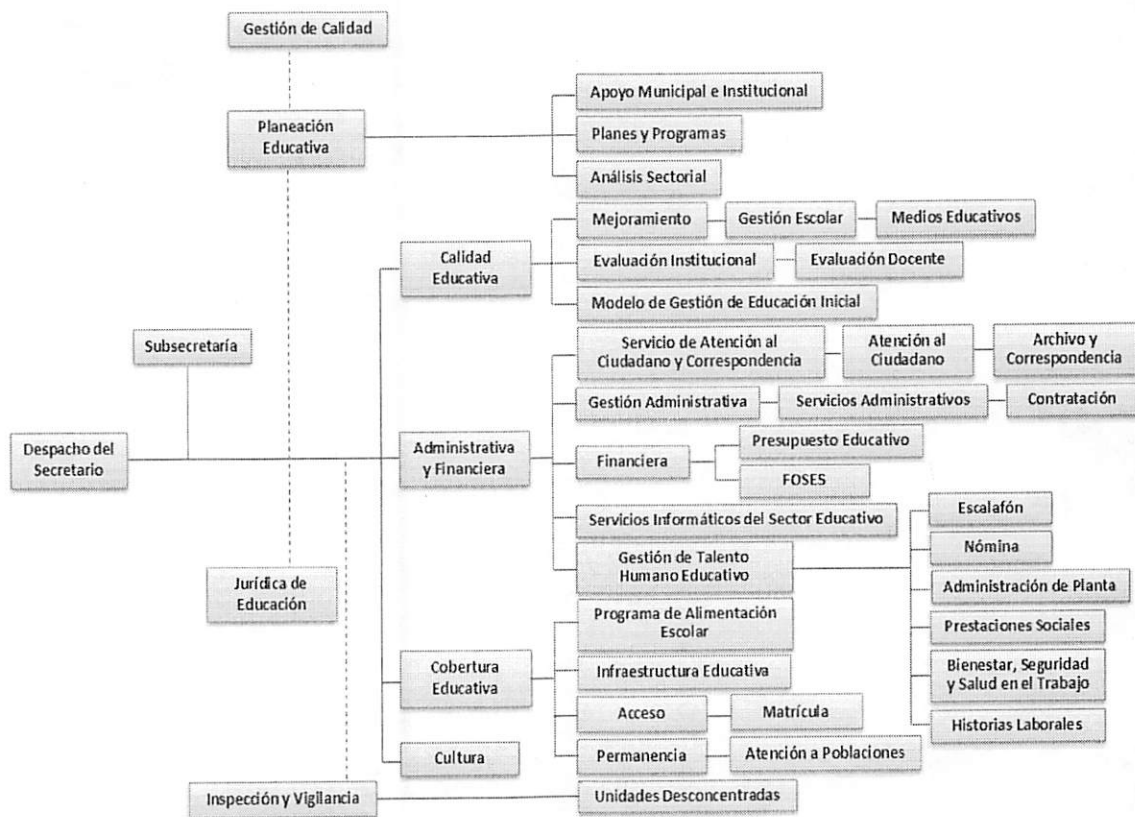 Gestión de Calidad
Planeación
Educativa
Apoyo Municipal e Institucional
Planes y Programas
Análisis Sectorial
Calidad
Educativa
Mejoramiento
Gestión Escolar
Medios Educativos
Evaluación Institucional
Evaluación Docente
Modelo de Gestión de Educación Inicial
Subsecretaría
Despacho del
Secretario
Administrativa
y Financiera
Servicio de Atención al
Ciudadano y Correspondencia
Atención al
Ciudadano
Archivo y
Correspondencia
Gestión Administrativa
Servicios Administrativos
Contratación
Financiera
Presupuesto Educativo
FOSES
Servicios Informáticos del Sector Educativo
Gestión de Talento
Humano Educativo
Escalafón
Nómina
Administración de Planta
Prestaciones Sociales
Bienestar, Seguridad
y Salud en el Trabajo
Historias Laborales
Jurídica de
Educación
Cobertura
Educativa
Programa de Alimentación
Escolar
Infraestructura Educativa
Acceso
Matrícula
Permanencia
Atención a Poblaciones
Cultura
Inspección y Vigilancia
Unidades Desconcentradas